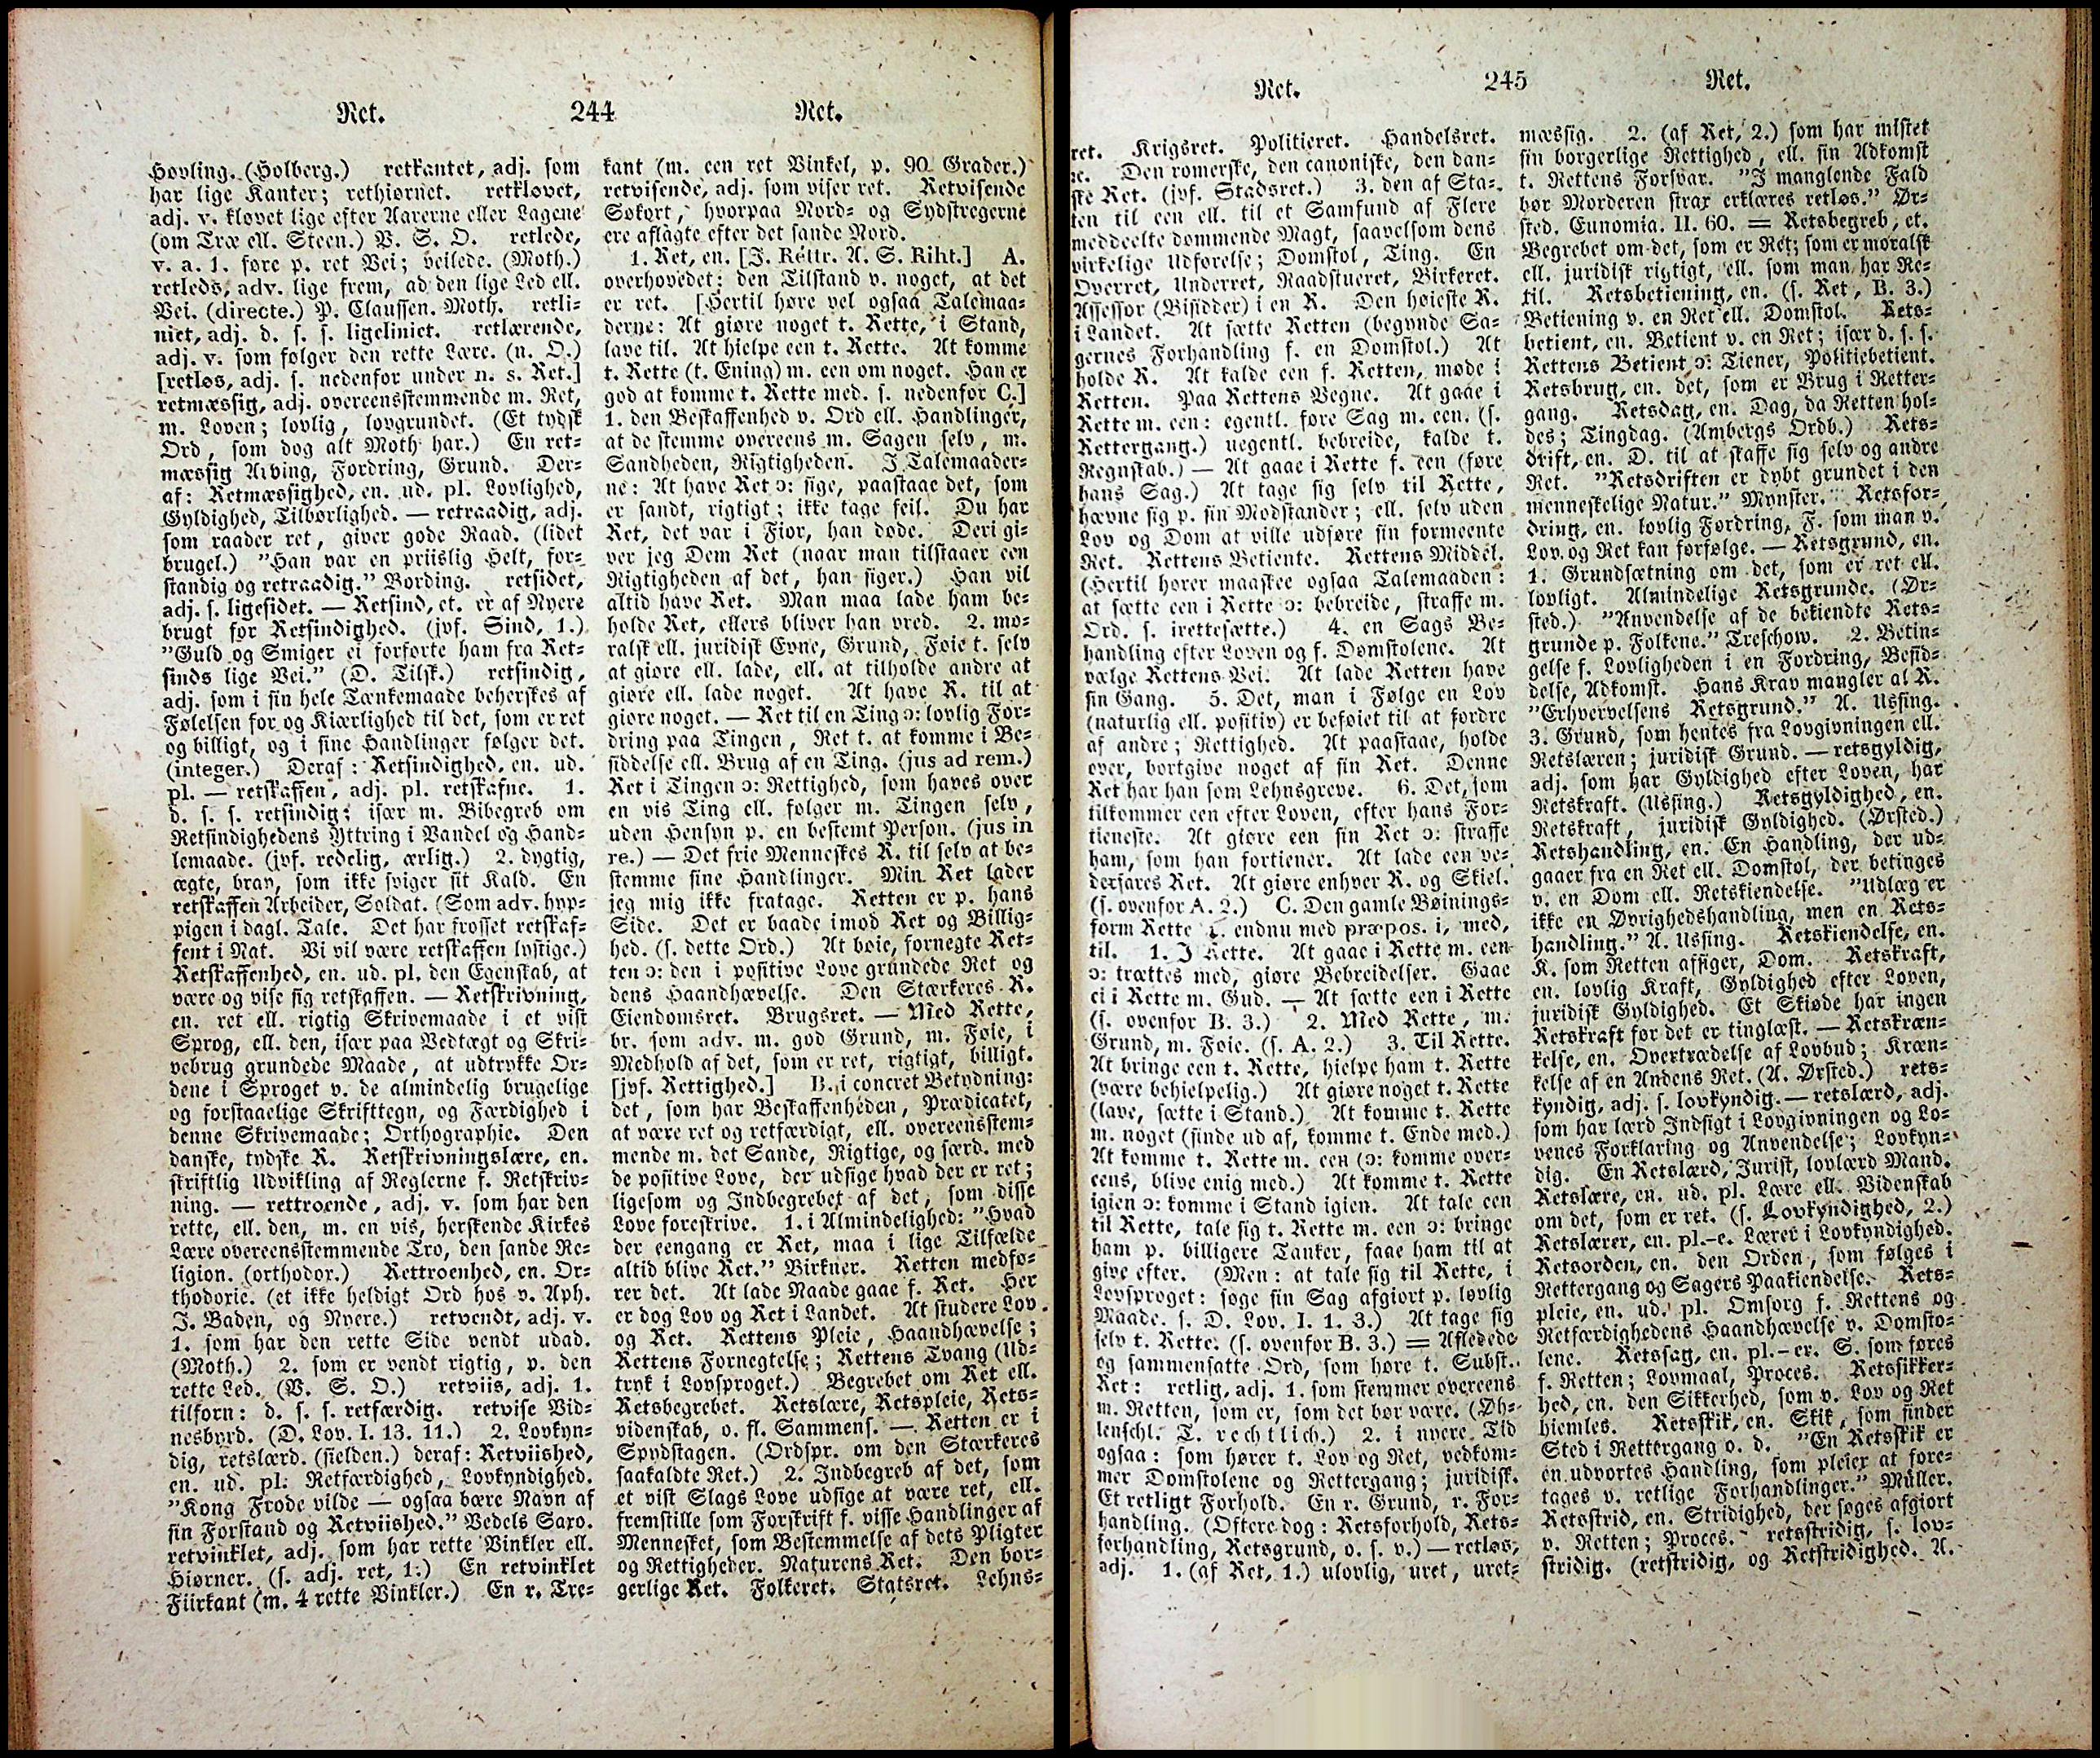 Ret. 244 Ret.
Hovling. (Holberg.) retkantet, adj. som
har lige Kanter; rethiørnet. retkløvet,
adj. v. kløvet lige efter Aarerne eller Lagene
(om Træ ell. Steen.) V. S. O. retlede,
v. a. 1. føre p. ret Vei; veilede. (Moth.)
retleds, adv. lige frem, ad den lige Led ell.
Vei. (directe.) P. Claussen. Moth. retli-
niet, adj. d. s. s. ligeliniet. retlærende,
adj. v. som følger den rette Lære. (n. O.)
[retløs, adj. s. nedenfor under n. s. Ret.]
retmæssig, adj. overeensstemmende m. Ret,
m. Loven; lovlig, lovgrundet. (Et tydsk
Ord, som dog alt Moth har.) En ret-
mæssig Arving, Fordring, Grund. Der-
af: Retmæssighed, en. ud. pl. Lovlighed,
Gyldighed, Tilbørlighed. — retraadig, adj.
som raader ret, giver gode Raad. (lidet
brugel.) "Han var en priislig Helt, for-
standig og retraadig." Bording. retsidet,
adj. s. ligesidet. — Retsind, et. er af Nyere
brugt for Retsindighed. (jvf. Sind, 1.)
"Guld og Smiger ei forførte ham fra Ret-
sinds lige Vei." (D. Tilsk.) retsindig,
adj. som i sin hele Tænkemaade beherskes af
Følelsen for og Kiærlighed til det, som er ret
og billigt, og i sine Handlinger følger det.
(integer.) Deraf: Retsindighed, en. ud.
pl. — retskaffen, adj. pl. retskafne. 1.
d. s. s. retsindig; især m. Bibegreb om
Retsindighedens Yttring i Vandel og Hand-
lemaade. (jvf. redelig, ærlig.) 2. dygtig,
ægte, brav, som ikke sviger sit Kald. En
retskaffen Arbeider, Soldat. (Som adv. hyp-
pigen i dagl. Tale. Det har frosset retskaf-
fent i Nat. Vi vil være retskaffen lystige.)
Retskaffenhed, en. ud. pl. den Egenskab, at
være og vise sig retskaffen. — Retskrivning,
en. ret ell. rigtig Skrivemaade i et vist
Sprog, ell. den, især paa Vedtægt og Skri-
vebrug grundede Maade, at udtrykke Or-
dene i Sproget v. de almindelig brugelige
og forstaaelige Skrifttegn, og Færdighed i
denne Skrivemaade; Orthographie. Den
danske, tydske R. Retskrivningslære, en.
skriftlig Udvikling af Reglerne f. Retskriv-
ning. — rettroende, adj. v. som har den
rette, ell. den, m. en vis, herskende Kirkes
Lære overeensstemmende Tro, den sande Re-
ligion. (orthodox.) Rettroenhed, en. Or-
thodoxie. (et ikke heldigt Ord hos v. Aph.
J. Baden, og Nyere.) retvendt, adj. v.
1. som har den rette Side vendt udad.
(Moth.) 2. som er vendt rigtig, v. den
rette Led. (V. S. O.) retviis, adj. 1.
tilforn: d. s. s. retfærdig. retvise Vid-
nesbyrd. (D. Lov. I. 13. 11.) 2. Lovkyn-
dig, retslærd. (sielden.) deraf: Retviished,
en. ud. pl. Retfærdighed, Lovkyndighed.
"Kong Frode vilde — ogsaa bære Navn af
sin Forstand og Retviished." Vedels Saxo.
retvinklet, adj. som har rette Vinkler ell.
Hiørner. (s. adj. ret, 1.) En retvinklet
Fiirkant (m. 4 rette Vinkler.) En r. Tre-
kant (m. een ret Vinkel, p. 90 Grader.)
retvisende, adj. som viser ret. Retvisende
Søkort, hvorpaa Nord- og Sydstregerne
ere aflagte efter det sande Nord.
1. Ret, en. [J. Réttr. A. S. Riht.] A.
overhovedet: den Tilstand v. noget, at det
er ret. [Hertil høre vel ogsaa Talemaa-
derne: At giøre noget t. Rette, i Stand,
lave til. At hielpe een t. Rette. At komme
t. Rette (t. Ening) m. een om noget. Han er
god at komme t. Rette med. s. nedenfor C.]
1. den Beskaffenhed v. Ord ell. Handlinger,
at de stemme overeens m. Sagen selv, m.
Sandheden, Rigtigheden. J Talemaader-
ne: At have Ret ɔ: sige, paastaae det, som
er sandt, rigtigt; ikke tage feil. Du har
Ret, det var i Fior, han døde. Deri gi-
ver jeg Dem Ret (naar man tilstaaer een
Rigtigheden af det, han siger.) Han vil
altid have Ret. Man maa lade ham be-
holde Ret, ellers bliver han vred. 2. mo-
ralsk ell. juridisk Evne, Grund, Føie t. selv
at giøre ell. lade, ell. at tilholde andre at
giøre ell. lade noget. At have R. til at
giøre noget. — Ret til en Ting ɔ: lovlig For-
dring paa Tingen, Ret t. at komme i Be-
siddelse ell. Brug af en Ting. (jus ad rem.)
Ret i Tingen ɔ: Rettighed, som haves over
en vis Ting ell. følger m. Tingen selv,
uden Hensyn p. en bestemt Person. (jus in
re.) — Det frie Menneskes R. til selv at be-
stemme sine Handlinger. Min Ret lader
jeg mig ikke fratage. Retten er p. hans
Side. Det er baade imod Ret og Billig-
hed. (s. dette Ord.) At bøie, fornegte Ret-
ten ɔ: den i positive Love grundede Ret og
dens Haandhævelse. Den Stærkeres R.
Eiendomsret. Brugsret. — Med Rette,
br. som adv. m. god Grund, m. Føie, i
Medhold af det, som er ret, rigtigt, billigt.
[jvf. Rettighed.] B. i concret Betydning:
det, som har Beskaffenheden, Prædicatet,
at være ret og retfærdigt, ell. overeensstem-
mende m. det Sande, Rigtige, og særd. med
de positive Love, der udsige hvad der er ret;
ligesom og Indbegrebet af det, som disse
Love foreskrive. 1. i Almindelighed: "Hvad
der eengang er Ret, maa i lige Tilfælde
altid blive Ret." Birkner. Retten medfø-
rer det. At lade Naade gaae f. Ret. Her
er dog Lov og Ret i Landet. At studere Lov
og Ret. Rettens Pleie, Haandhævelse;
Rettens Fornegtelse; Rettens Tvang (Ud-
tryk i Lovsproget.) Begrebet om Ret ell.
Retsbegrebet. Retslære, Retspleie, Rets-
videnskab, o. fl. Sammens. — Retten er i
Spydstagen. (Ordspr. om den Stærkeres
saakaldte Ret.) 2. Indbegreb af det, som
et vist Slags Love udsige at være ret, ell.
fremstille som Forskrift f. visse Handlinger af
Mennesket, som Bestemmelse af dets Pligter
og Rettigheder. Naturens Ret. Den bor-
gerlige Ret. Folkeret. Statsret. Lehns-
Ret. 245 Ret.
ret. Krigsret. Politieret. Handelsret.
Den romerske, den canoniske, den dan-
ske Ret. (jvf. Stadsret.) 3. den af Sta-
ten til een ell. til et Samfund af Flere
meddeelte dømmende Magt, saavelsom dens
virkelige Udførelse; Domstol, Ting. En
Overret, Underret, Raadstueret, Birkeret.
Assessor (Bisidder) i en R. Den høieste R.
i Landet. At sætte Retten (begynde Sa-
gernes Forhandling f. en Domstol.) At
holde R. At kalde een f. Retten, møde i
Retten. Paa Rettens Vegne. At gaae i
Rette m. een: egentl. føre Sag m. een. (s.
Rettergang.) uegentl. bebreide, kalde t.
Regnskab.) — At gaae i Rette f. een (føre
hans Sag.) At tage sig selv til Rette,
hævne sig p. sin Modstander; ell. selv uden
Lov og Dom at ville udføre sin formeente
Ret. Rettens Betiente. Rettens Middel.
(Hertil hører maaskee ogsaa Talemaaden:
at sætte een i Rette ɔ: bebreide, straffe m.
Ord. s. irettesætte.) 4. en Sags Be-
handling efter Loven og f. Domstolene. At
vælge Rettens Vei. At lade Retten have
sin Gang. 5. Det, man i Følge en Lov
(naturlig ell. positiv) er beføiet til at fordre
af andre; Rettighed. At paastaae, holde
over, bortgive noget af sin Ret. Denne
Ret har han som Lehnsgreve. 6. Det, som
tilkommer een efter Loven, efter hans For-
tieneste. At giøre een sin Ret ɔ: straffe
ham, som han fortiener. At lade een ve-
derfares Ret. At giøre enhver R. og Skiel.
(s. ovenfor A. 2.) C. Den gamle Bøinings-
form Rette endnu med præpos. i, med,
til. 1. J Rette. At gaae i Rette m. een
ɔ: trættes med, giøre Bebreidelser. Gaae
ei i Rette m. Gud. — At sætte een i Rette
(s. ovenfor B. 3.) 2. Med Rette, m.
Grund, m. Føie. (s. A. 2.) 3. Til Rette.
At bringe een t. Rette, hielpe ham t. Rette
(være behielpelig.) At giøre noget t. Rette
(lave, sætte i Stand.) At komme t. Rette
m. noget (finde ud af, komme t. Ende med.)
At komme t. Rette m. een (ɔ: komme over-
eens, blive enig med.) At komme t. Rette
igien ɔ: komme i Stand igien. At tale een
til Rette, tale sig t. Rette m. een ɔ: bringe
ham p. billigere Tanker, faae ham til at
give efter. (Men: at tale sig til Rette, i
Lovsproget: søge sin Sag afgiort p. lovlig
Maade. s. D. Lov. I. 1. 3.) At tage sig
selv t. Rette. (s. ovenfor B. 3.) = Afledede
og sammensatte Ord, som høre t. Subst.
Ret: retlig, adj. 1. som stemmer overeens
m. Retten, som er, som det bør være. (Øh-
lenschl. T. rechtlich.) 2. i nyere Tid
ogsaa: som hører t. Lov og Ret, vedkom-
mer Domstolene og Rettergang; juridisk.
Et retligt Forhold. En r. Grund, r. For-
handling. (Oftere dog: Retsforhold, Rets-
forhandling, Retsgrund, o. s. v.) — retløs,
adj. 1. (af Ret, 1.) ulovlig, uret, uret-
mæssig. 2. (af Ret, 2.) som har mistet
sin borgerlige Rettighed, ell. sin Adkomst
t. Rettens Forsvar. "J manglende Fald
bør Morderen strax erklæres retløs." Ør-
sted. Eunomia. II. 60. = Retsbegreb, et.
Begrebet om det, som er Ret; som er moralsk
ell. juridisk rigtigt, ell. som man har Re-
til. Retsbetiening, en. (s. Ret, B. 3.)
Betiening v. en Ret ell. Domstol. Rets-
betient, en. Betient v. en Ret; især d. s. s.
Rettens Betient ɔ: Tiener, Politiebetient.
Retsbrug, en. det, som er Brug i Retter-
gang. Retsdag, en. Dag, da Retten hol-
des; Tingdag. (Ambergs Ordb.) Rets-
drift, en. D. til at skaffe sig selv og andre
Ret. "Retsdriften er dybt grundet i den
menneskelige Natur." Mynster. Retsfor-
dring, en. lovlig Fordring, F. som man v.
Lov og Ret kan forfølge. — Retsgrund, en.
1. Grundsætning om det, som er ret ell.
lovligt. Almindelige Retsgrunde. (Ør-
sted.) "Anvendelse af de bekiendte Rets-
grunde p. Folkene." Treschow. 2. Betin-
gelse f. Lovligheden i en Fordring, Besid-
delse, Adkomst. Hans Krav mangler al R.
"Erhvervelsens Retsgrund." A. Ussing.
3. Grund, som hentes fra Lovgivningen ell.
Retslæren; juridisk Grund. — retsgyldig,
adj. som har Gyldighed efter Loven, har
Retskraft. (Ussing.) Retsgyldighed, en.
Retskraft, juridisk Gyldighed. (Ørsted.)
Retshandling, en. En Handling, der ud-
gaaer fra en Ret ell. Domstol, der betinges
v. en Dom ell. Retskiendelse. "Udlæg er
ikke en Øvrighedshandling, men en Rets-
handling." A. Ussing. Retskiendelse, en.
K. som Retten afsiger, Dom. Retskraft,
en. lovlig Kraft, Gyldighed efter Loven,
juridisk Gyldighed. Et Skiøde har ingen
Retskraft før det er tinglæst. — Retskræn-
kelse, en. Overtrædelse af Lovbud; Kræn-
kelse af en Andens Ret. (A. Ørsted.) rets-
kyndig, adj. s. lovkyndig. — retslærd, adj.
som har lærd Indsigt i Lovgivningen og Lo-
venes Forklaring og Anvendelse; Lovkyn-
dig. En Retslærd, Jurist, lovlærd Mand.
Retslære, en. ud. pl. Lære ell. Videnskab
om det, som er ret. (s. Lovkyndighed, 2.)
Retslærer, en. pl.-e. Lærer i Lovkyndighed.
Retsorden, en. den Orden, som følges i
Rettergang og Sagers Paakiendelse. Rets-
pleie, en. ud. pl. Omsorg f. Rettens og
Retfærdighedens Haandhævelse v. Domsto-
lene. Retssag, en. pl.-er. S. som føres
f. Retten; Lovmaal, Proces. Retssikker-
hed, en. den Sikkerhed, som v. Lov og Ret
hiemles. Retsskik, en. Skik, som finder
Sted i Rettergang o. d. "En Retsskik er
en udvortes Handling, som pleier at fore-
tages v. retlige Forhandlinger." Müller.
Retsstrid, en. Stridighed, der søges afgiort
v. Retten; Proces. retsstridig, s. lov-
stridig. (retstridig, og Retstridighed. A.